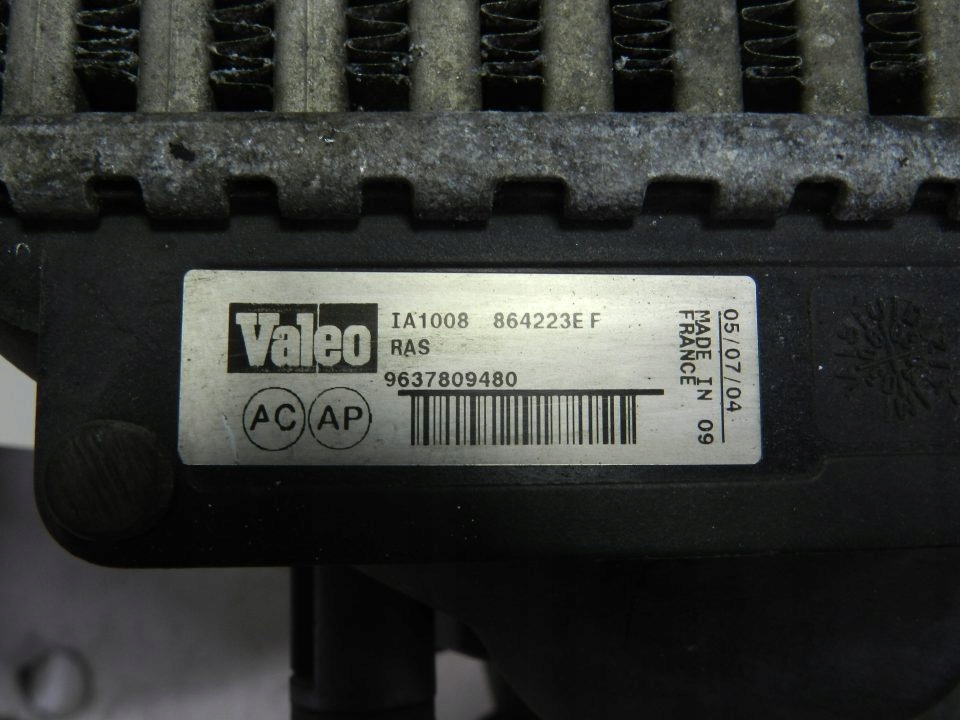 Valeo
IA1008 864223E F
RAS
9637809480
AC AP
05/07/04
MADE IN 09
FRANCE